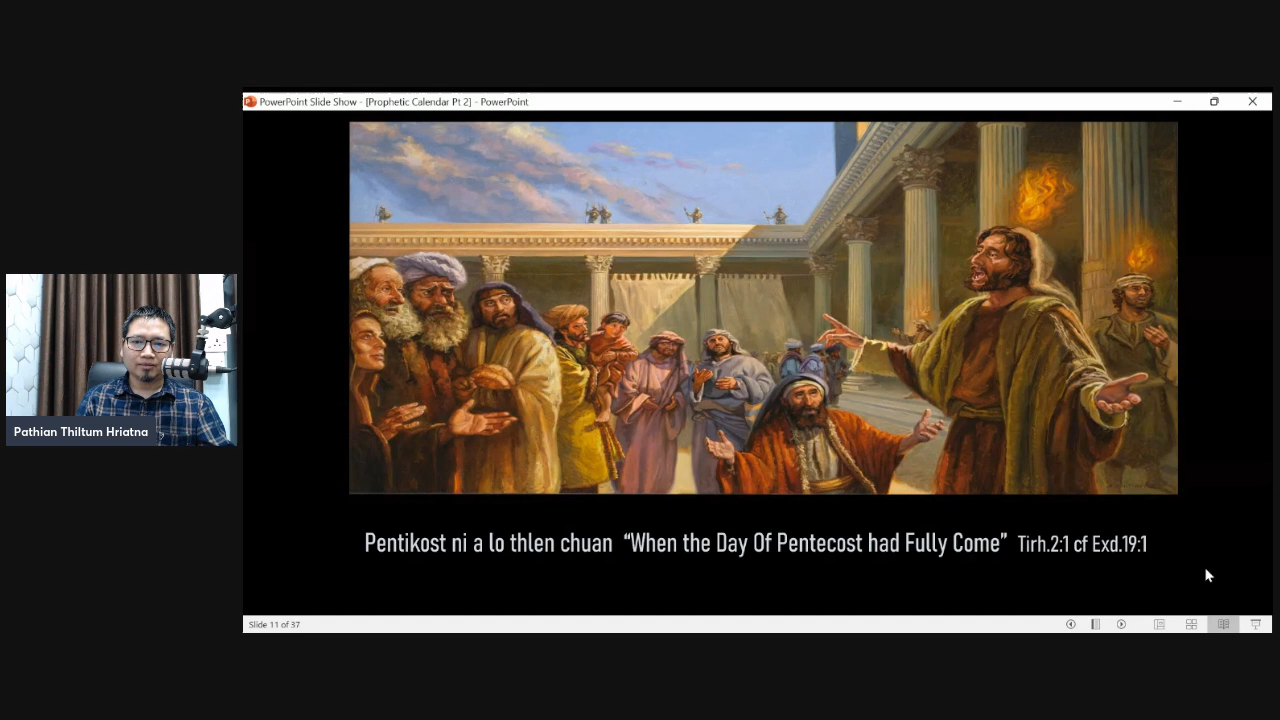 PowerPoint Slide Show - [Prophetic Calendar Pt 2] - PowerPoint
Pathian Thiltum Hriatna
Pentikost ni a lo thlen chuan “When the Day Of Pentecost had Fully Come” Tirh.2:1 cf Exd.19:1
Slide 11 of 37